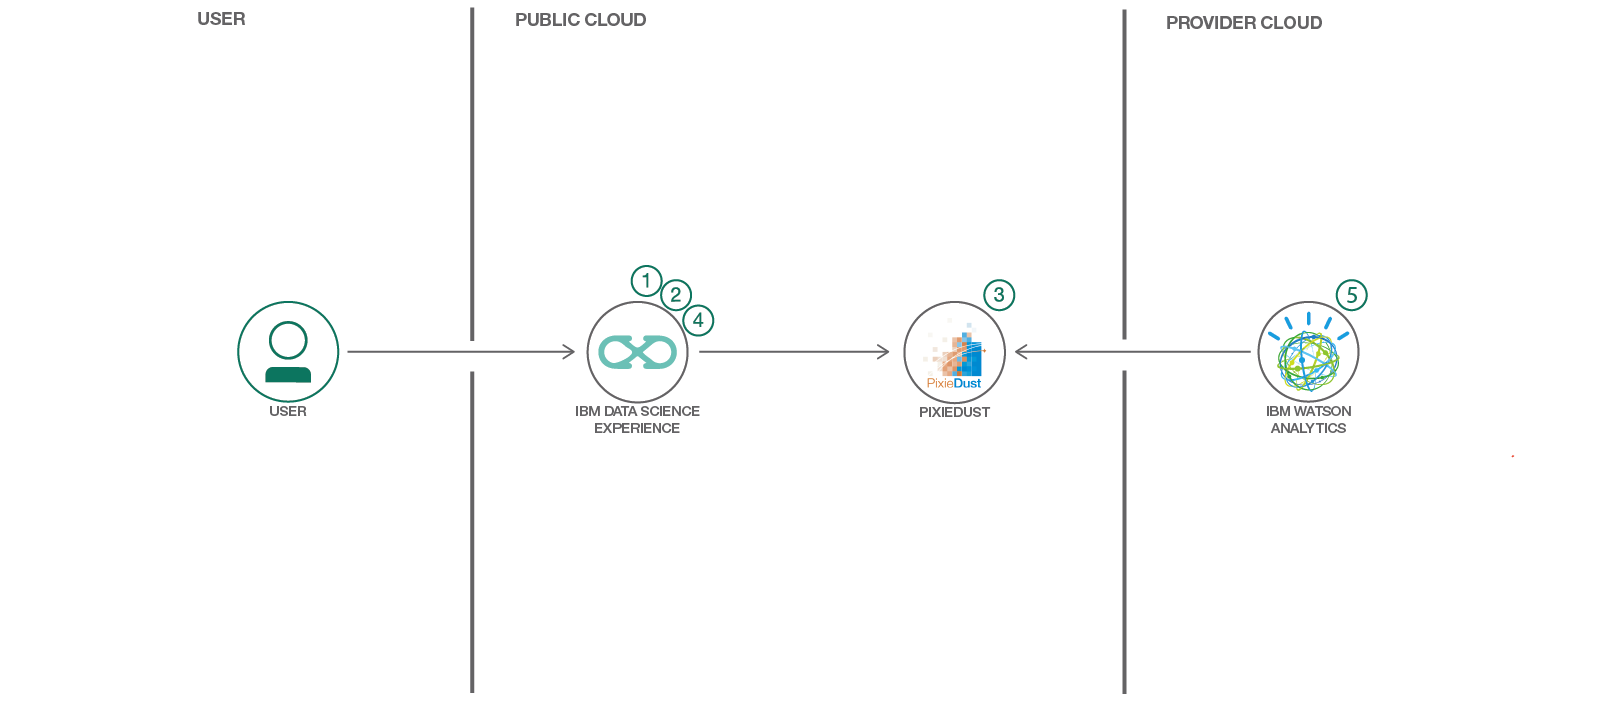 USER
PUBLIC CLOUD
PROVIDER CLOUD
1
2
4
3
5
PixieDust
USER
IBM DATA SCIENCE
EXPERIENCE
PIXIEDUST
IBM WATSON
ANALYTICS